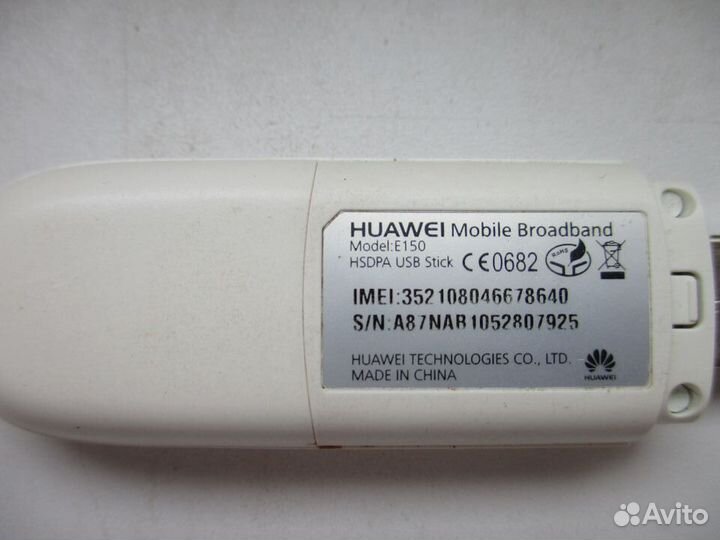 HUAWEI Mobile Broadband
Model:E150
HSDPA USB Stick CE0682 RoHS
IMEI:352108046678640
S/N:A87NAB1052807925
HUAWEI TECHNOLOGIES CO., LTD.
MADE IN CHINA
HUAWEI
Avito